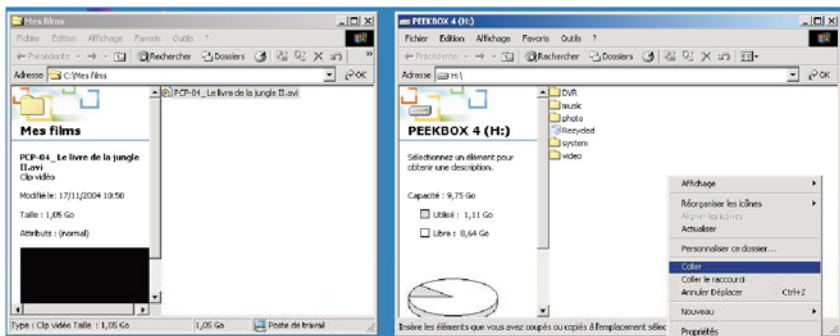 Mes films
Fichier Edition Affichage Favoris Outils ?
Précédente Rechercher Dossiers »
Adresse C:\Mes films OK
Mes films
PCP-04_Le livre de la jungle
II.avi
Clip vidéo
Modifié le : 17/11/2004 10:50
Taille : 1,05 Go
Attributs : (normal)
PCP-04_Le livre de la jungle II.avi
Type : Clip vidéo Taille : 1,05 Go 1,05 Go Poste de travail
PEEKBOX 4 (H:)
Fichier Edition Affichage Favoris Outils ?
Précédente Rechercher Dossiers
Adresse H:\ OK
PEEKBOX 4 (H:)
Sélectionnez un élément pour
obtenir une description.
Capacité : 9,75 Go
Utilisé : 1,11 Go
Libre : 8,64 Go
DVR
music
photo
Recycled
system
video
Affichage
Réorganiser les icônes
Aligner les icônes
Actualiser
Personnaliser ce dossier...
Coller
Coller le raccourci
Annuler Déplacer Ctrl+Z
Nouveau
Propriétés
Insère les éléments que vous avez coupés ou copiés à l'emplacement sélec